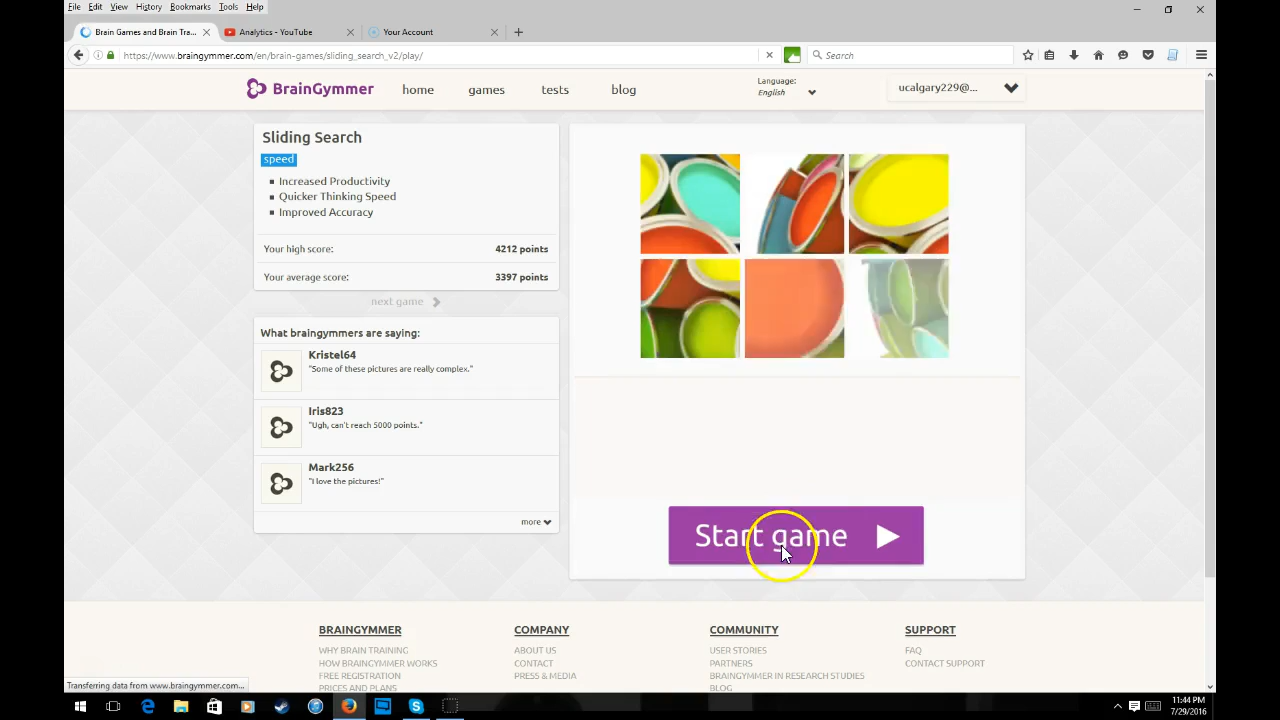 File Edit View History Bookmarks Tools Help
Brain Games and Brain Tra...
Analytics - YouTube
Your Account
https://www.braingymmer.com/en/brain-games/sliding_search_v2/play/
Search
BrainGymmer
home
games
tests
blog
Language:
English
ucalgary229@...
Sliding Search
speed
Increased Productivity
Quicker Thinking Speed
Improved Accuracy
Your high score: 4212 points
Your average score: 3397 points
next game
What braingymmers are saying:
Kristel64
"Some of these pictures are really complex."
Iris823
"Ugh, can't reach 5000 points."
Mark256
"I love the pictures!"
more
Start game
BRAINGYMMER
WHY BRAIN TRAINING
HOW BRAINGYMMER WORKS
FREE REGISTRATION
PRICES AND PLANS
COMPANY
ABOUT US
CONTACT
PRESS & MEDIA
COMMUNITY
USER STORIES
PARTNERS
BRAINGYMMER IN RESEARCH STUDIES
BLOG
SUPPORT
FAQ
CONTACT SUPPORT
Transferring data from www.braingymmer.com...
11:44 PM
7/29/2016